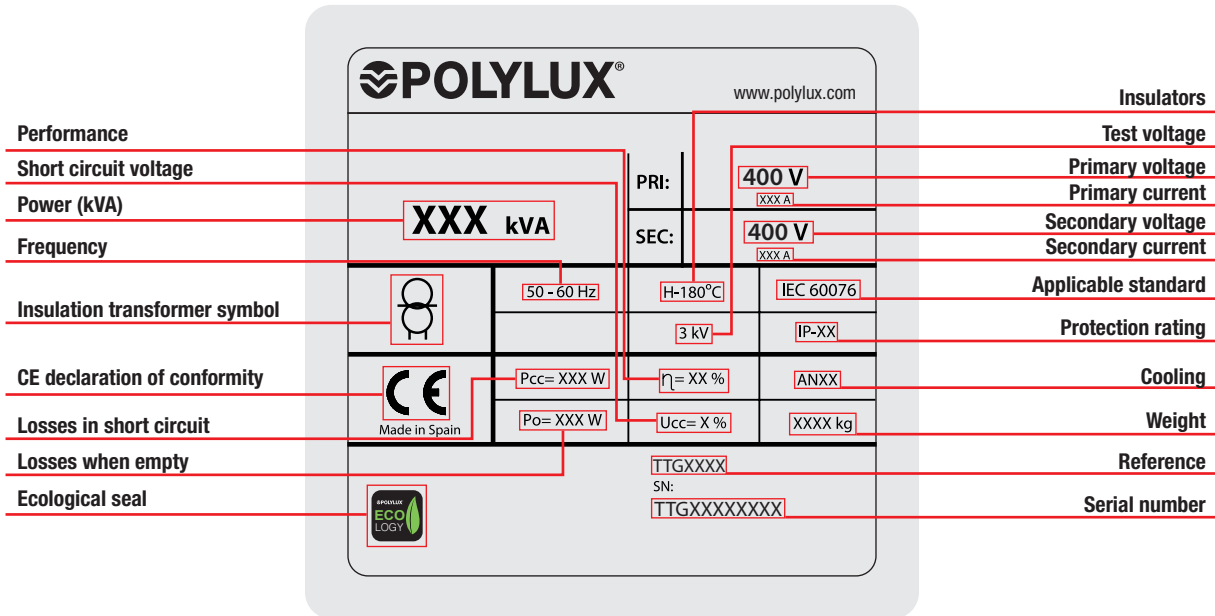 POLYLUX®
www.polylux.com
Performance
Short circuit voltage
Power (kVA)
Frequency
Insulation transformer symbol
CE declaration of conformity
Losses in short circuit
Losses when empty
Ecological seal
XXX kVA
PRI:
400 V
XXX A
SEC:
400 V
XXX A
50 - 60 Hz
H-180°C
IEC 60076
3 kV
IP-XX
CE
Made in Spain
Pcc= XXX W
η= XX %
ANXX
Po= XXX W
Ucc= X %
XXXX kg
POLYLUX
ECO
LOGY
TTGXXXX
SN:
TTGXXXXXXXX
Insulators
Test voltage
Primary voltage
Primary current
Secondary voltage
Secondary current
Applicable standard
Protection rating
Cooling
Weight
Reference
Serial number